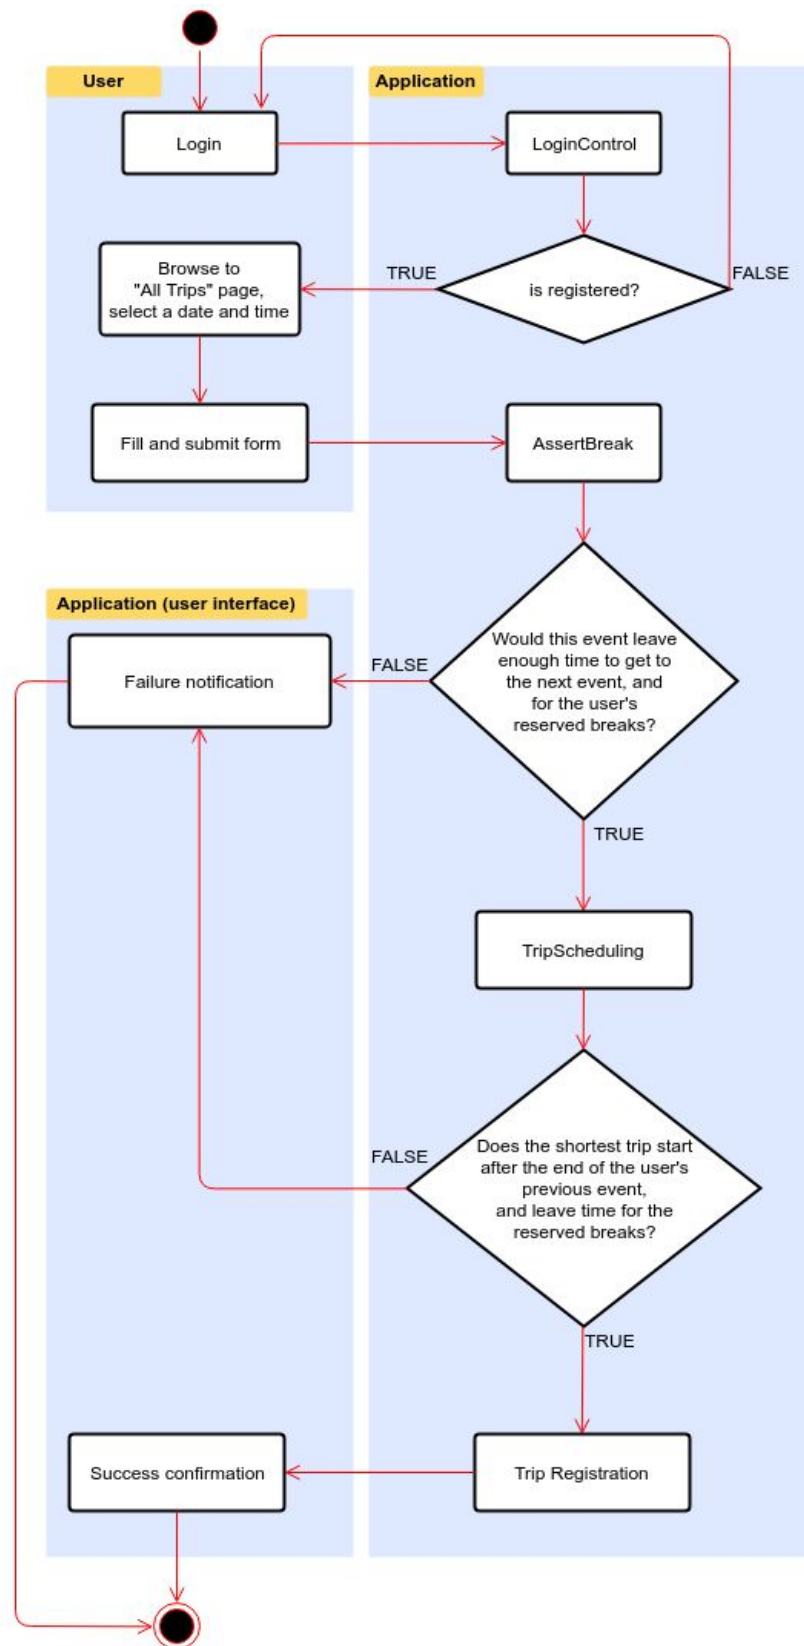 User
Application
Login
LoginControl
Browse to
"All Trips" page,
select a date and time
TRUE
is registered?
FALSE
Fill and submit form
AssertBreak
Application (user interface)
Failure notification
FALSE
Would this event leave
enough time to get to
the next event, and
for the user's
reserved breaks?
TRUE
TripScheduling
FALSE
Does the shortest trip start
after the end of the user's
previous event,
and leave time for the
reserved breaks?
TRUE
Success confirmation
Trip Registration